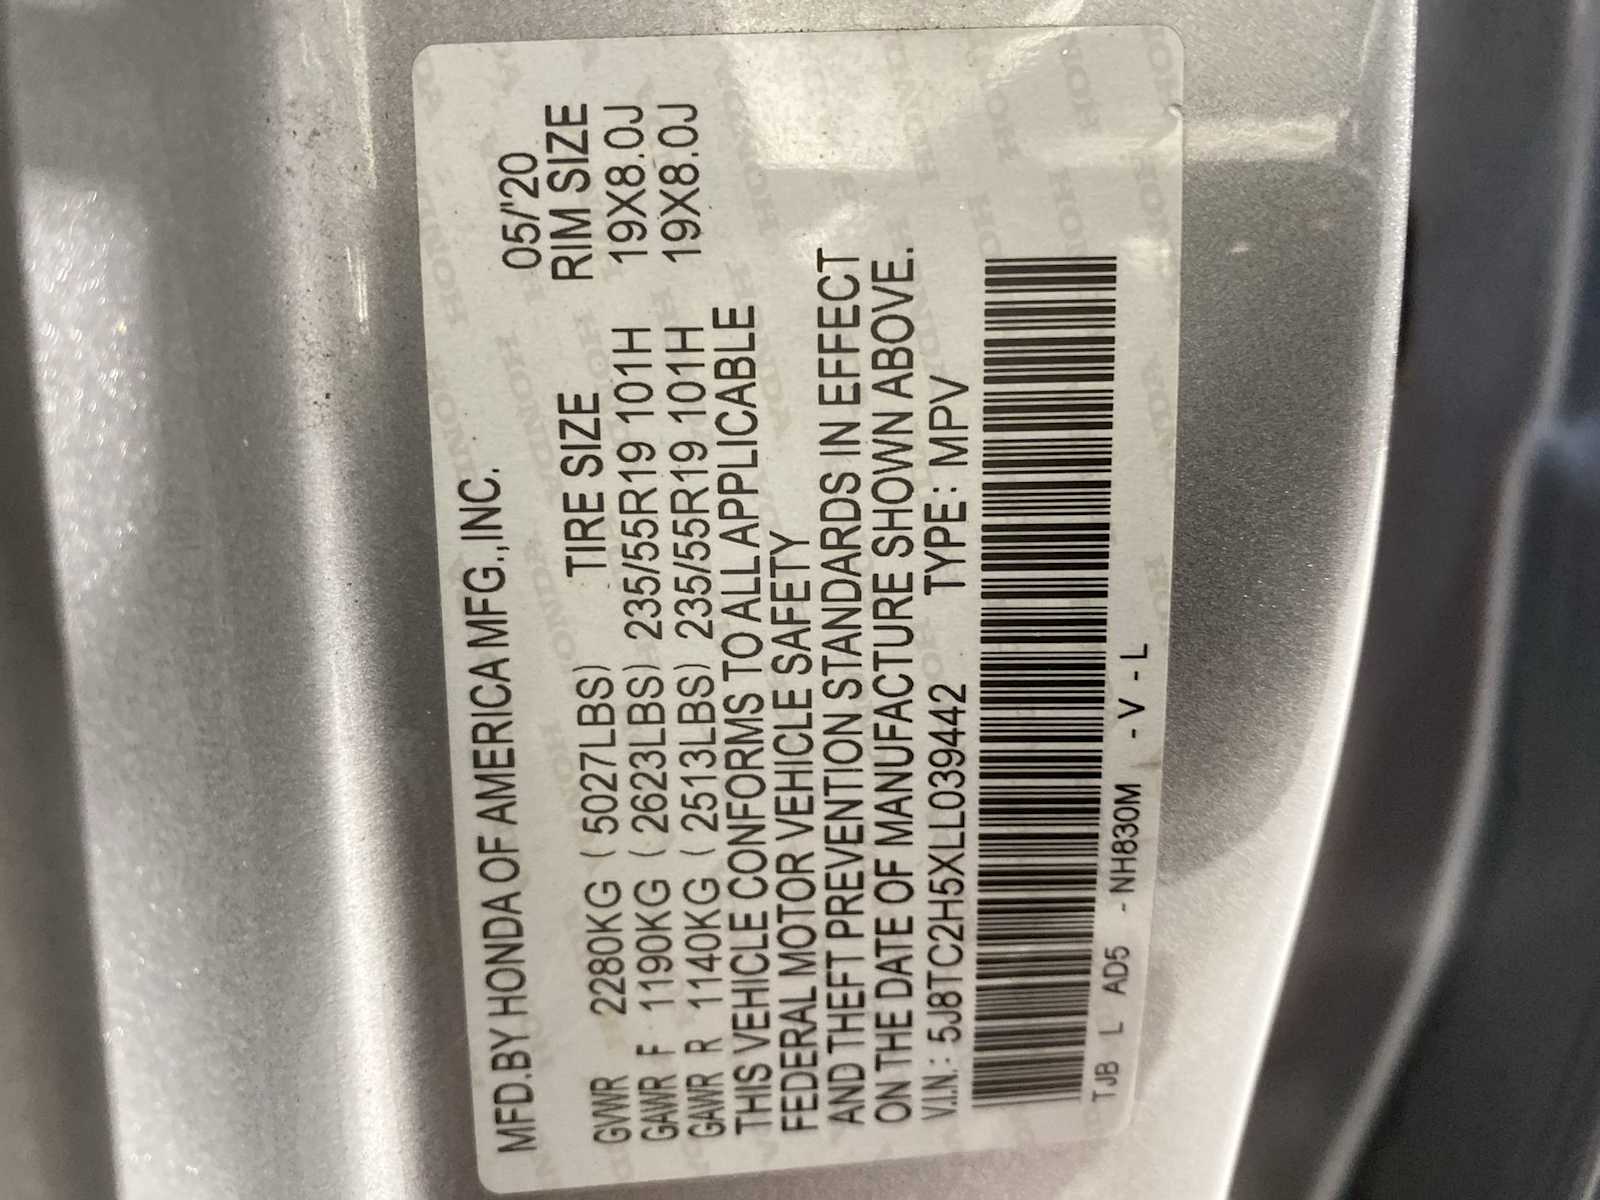 MFD.BY HONDA OF AMERICA MFG.,INC. 05/'20
TIRE SIZE RIM SIZE
GVWR 2280KG ( 5027LBS)
GAWR F 1190KG ( 2623LBS) 235/55R19 101H 19X8.0J
GAWR R 1140KG ( 2513LBS) 235/55R19 101H 19X8.0J
THIS VEHICLE CONFORMS TO ALL APPLICABLE
FEDERAL MOTOR VEHICLE SAFETY
AND THEFT PREVENTION STANDARDS IN EFFECT
ON THE DATE OF MANUFACTURE SHOWN ABOVE.
V.I.N.: 5J8TC2H5XLL039442 TYPE: MPV
TJB L AD5 -NH830M -V-L